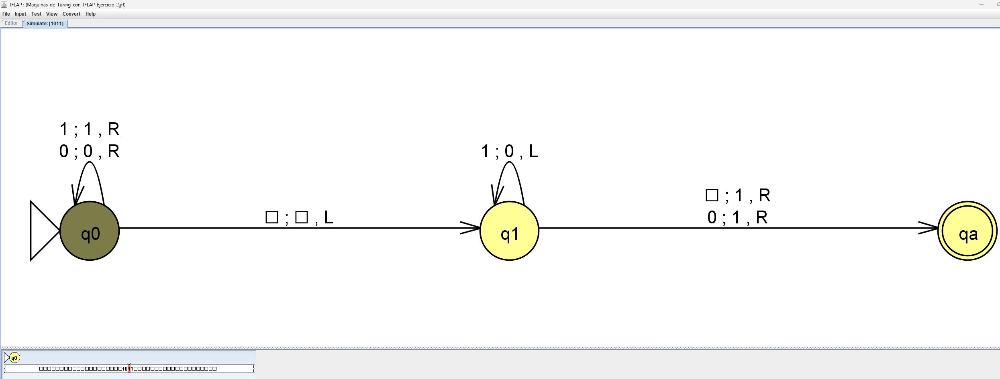 JFLAP : (Maquinas_de_Turing_con_JFLAP_Ejercicio_2.jff)
File Input Test View Convert Help
Editor Simulate: [1011]
1 ; 1 , R
0 ; 0 , R
1 ; 0 , L
□ ; 1 , R
□ ; □ , L
0 ; 1 , R
q0
q1
qa
q0
□□□□□□□□□□□□□□□□□□□□1011□□□□□□□□□□□□□□□□□□□□